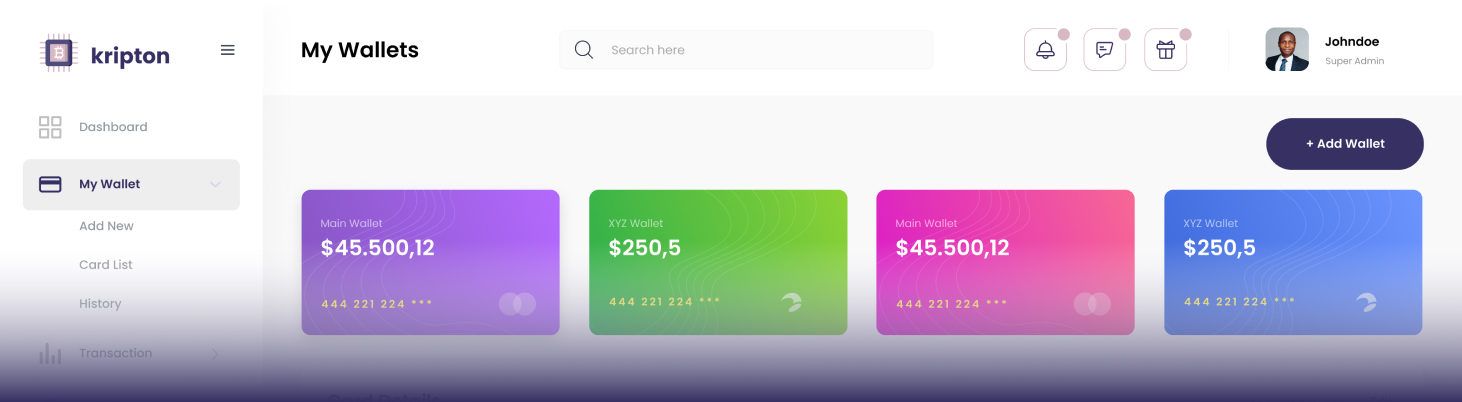 kripton
My Wallets
Search here
Johndoe
Super Admin
Dashboard
My Wallet
Add New
Card List
History
Transaction
+ Add Wallet
Main Wallet
$45.500,12
444 221 224 ***
XYZ Wallet
$250,5
444 221 224 ***
Main Wallet
$45.500,12
444 221 224 ***
XYZ Wallet
$250,5
444 221 224 ***